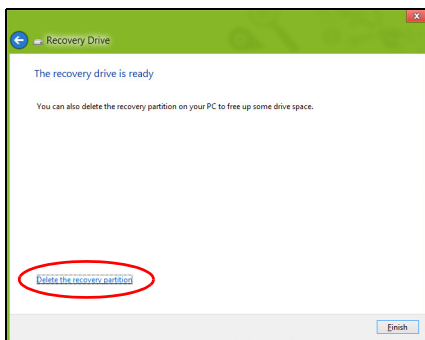 Recovery Drive
The recovery drive is ready
You can also delete the recovery partition on your PC to free up some drive space.
Delete the recovery partition
Finish